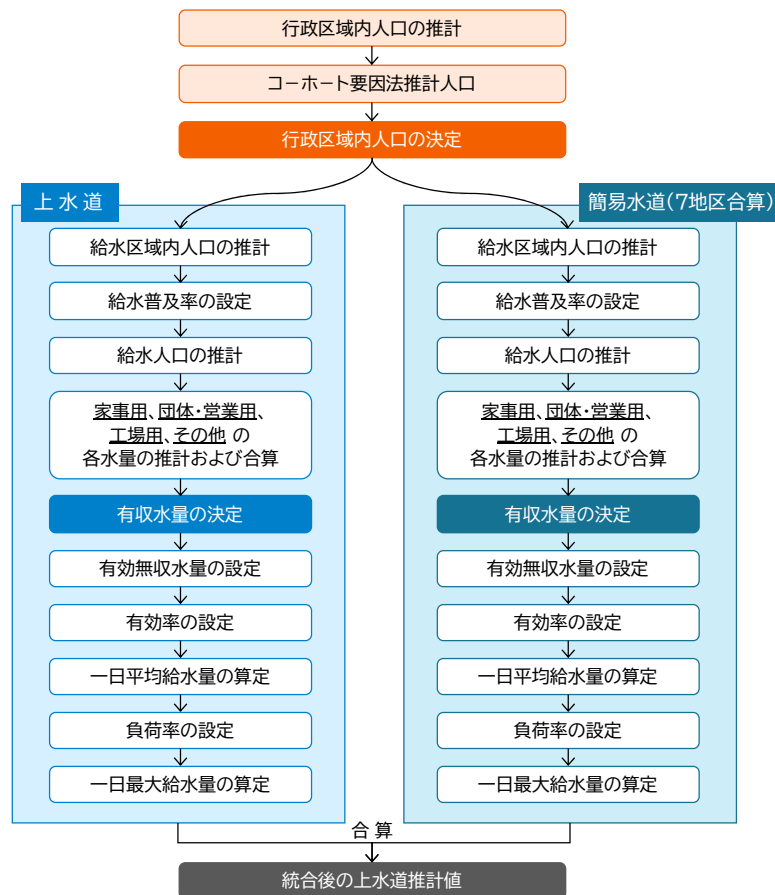 行政区域内人口の推計
コーホート要因法推計人口
行政区域内人口の決定
上水道
給水区域内人口の推計
給水普及率の設定
給水人口の推計
家事用、団体・営業用、
工場用、その他 の
各水量の推計および合算
有収水量の決定
有効無収水量の設定
有効率の設定
一日平均給水量の算定
負荷率の設定
一日最大給水量の算定
簡易水道(7地区合算)
給水区域内人口の推計
給水普及率の設定
給水人口の推計
家事用、団体・営業用、
工場用、その他 の
各水量の推計および合算
有収水量の決定
有効無収水量の設定
有効率の設定
一日平均給水量の算定
負荷率の設定
一日最大給水量の算定
合算
統合後の上水道推計値